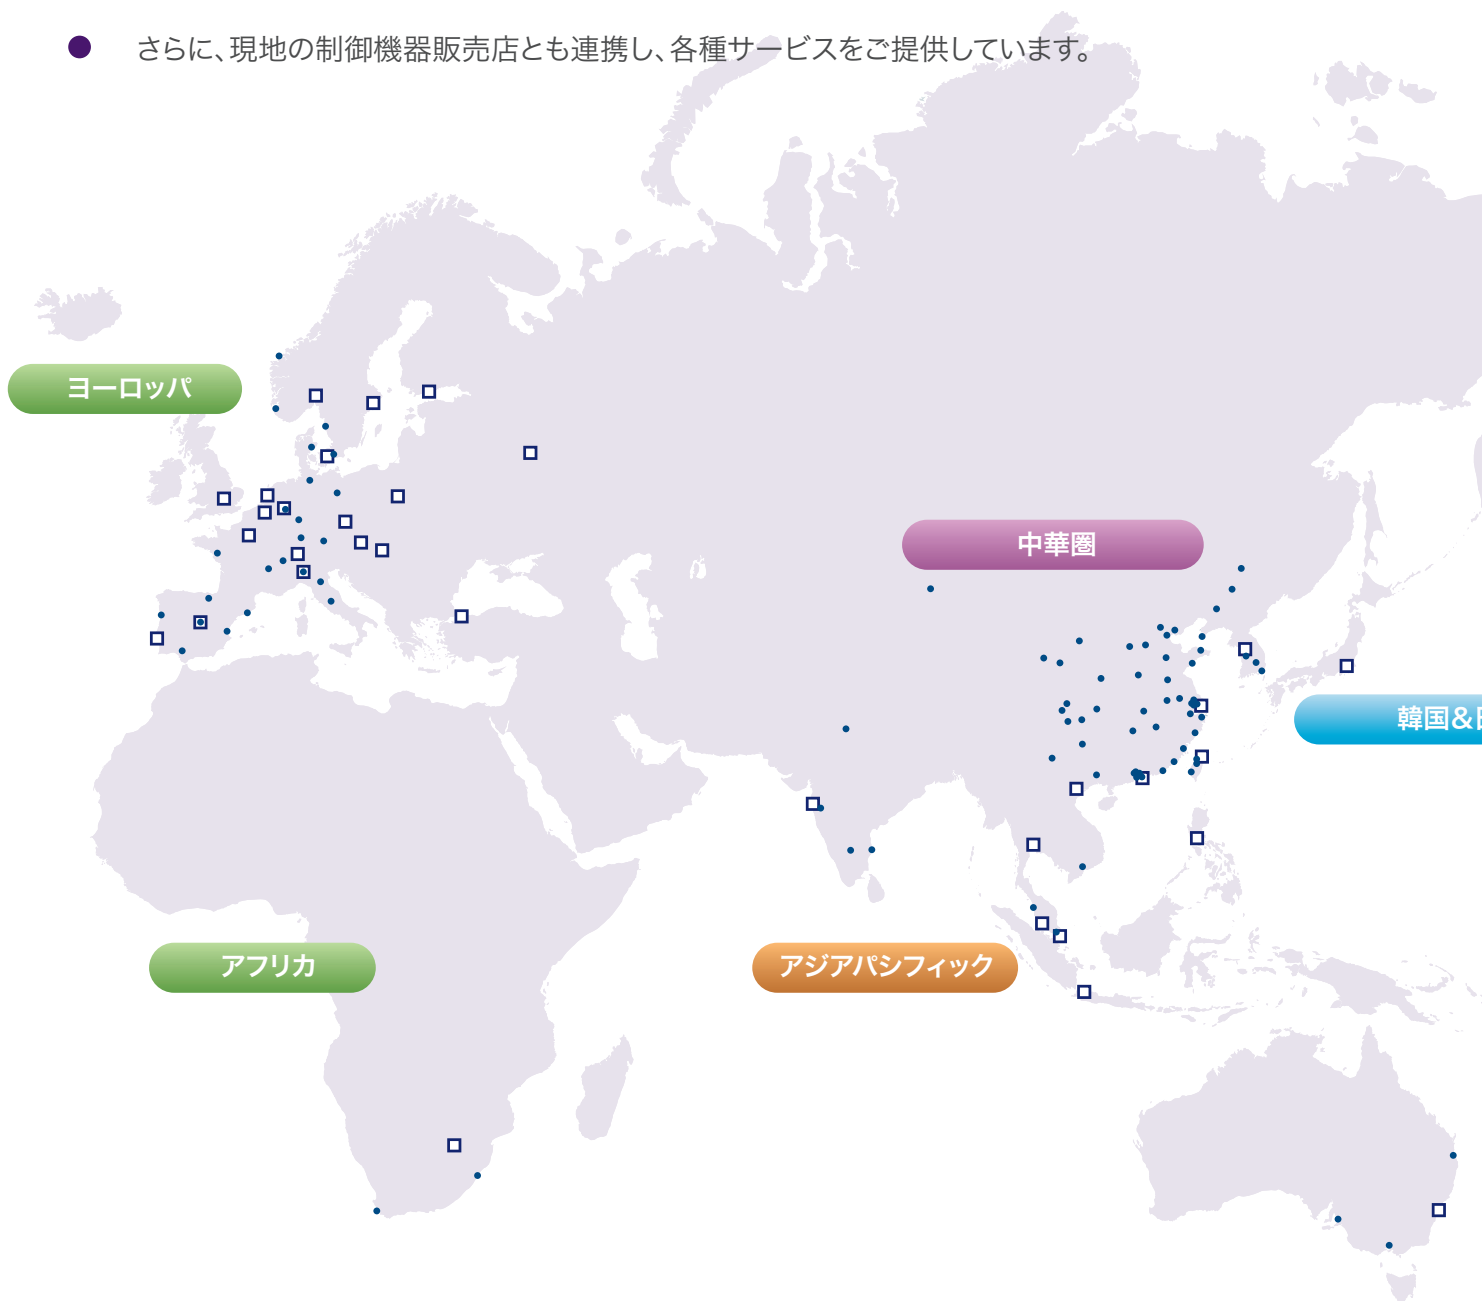 さらに、現地の制御機器販売店とも連携し、各種サービスをご提供しています。
ヨーロッパ
中華圏
韓国&
アフリカ
アジアパシフィック